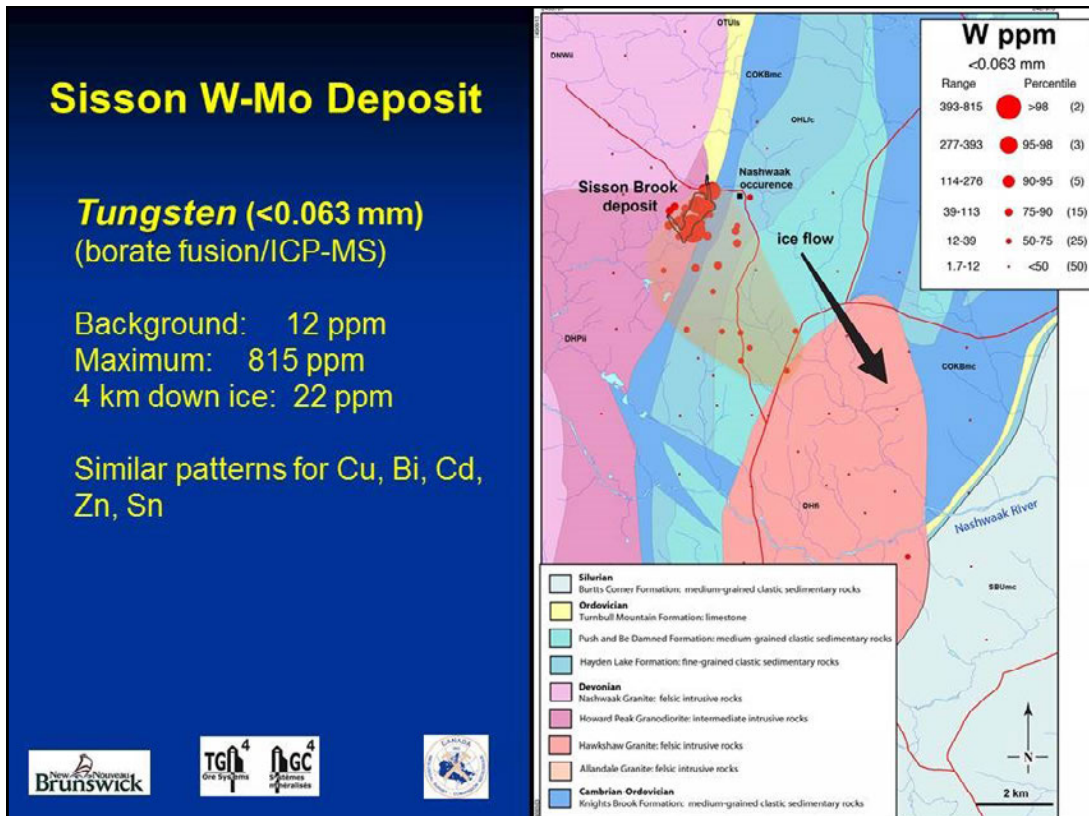 Sisson W-Mo Deposit
Tungsten (<0.063 mm)
(borate fusion/ICP-MS)
Background: 12 ppm
Maximum: 815 ppm
4 km down ice: 22 ppm
Similar patterns for Cu, Bi, Cd,
Zn, Sn
New Nouveau
Brunswick
TGI 4
Ore Systems
IGC 4
Systèmes
minéralisés
CANADA
OTUls
DNWii
COKBmc
OHLfc
Nashwaak
occurence
Sisson Brook
deposit
ice flow
DHPii
COKBmc
DHfi
Nashwaak River
SBUmc
W ppm
<0.063 mm
Range Percentile
393-815 >98 (2)
277-393 95-98 (3)
114-276 90-95 (5)
39-113 75-90 (15)
12-39 50-75 (25)
1.7-12 <50 (50)
Silurian
Burtts Corner Formation: medium-grained clastic sedimentary rocks
Ordovician
Turnbull Mountain Formation: limestone
Push and Be Damned Formation: medium-grained clastic sedimentary rocks
Hayden Lake Formation: fine-grained clastic sedimentary rocks
Devonian
Nashwaak Granite: felsic intrusive rocks
Howard Peak Granodiorite: intermediate intrusive rocks
Hawkshaw Granite: felsic intrusive rocks
Allandale Granite: felsic intrusive rocks
Cambrian-Ordovician
Knights Brook Formation: medium-grained clastic sedimentary rocks
N
2 km